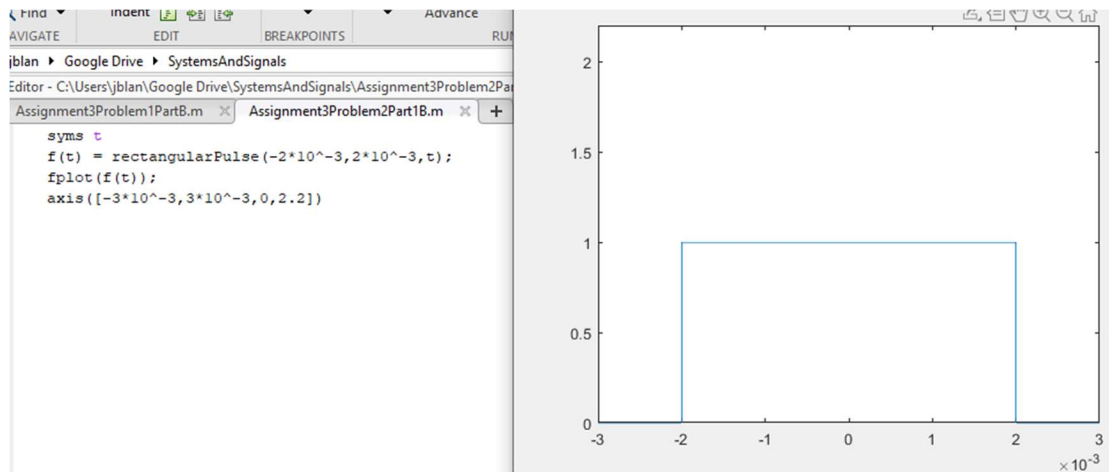 Find Indent Advance
AVIGATE EDIT BREAKPOINTS RUN
jblan ▸ Google Drive ▸ SystemsAndSignals
Editor - C:\Users\jblan\Google Drive\SystemsAndSignals\Assignment3Problem2Par
Assignment3Problem1PartB.m Assignment3Problem2Part1B.m +
syms t
f(t) = rectangularPulse(-2*10^-3,2*10^-3,t);
fplot(f(t));
axis([-3*10^-3,3*10^-3,0,2.2])
2
1.5
1
0.5
0
-3 -2 -1 0 1 2 3
×10^-3